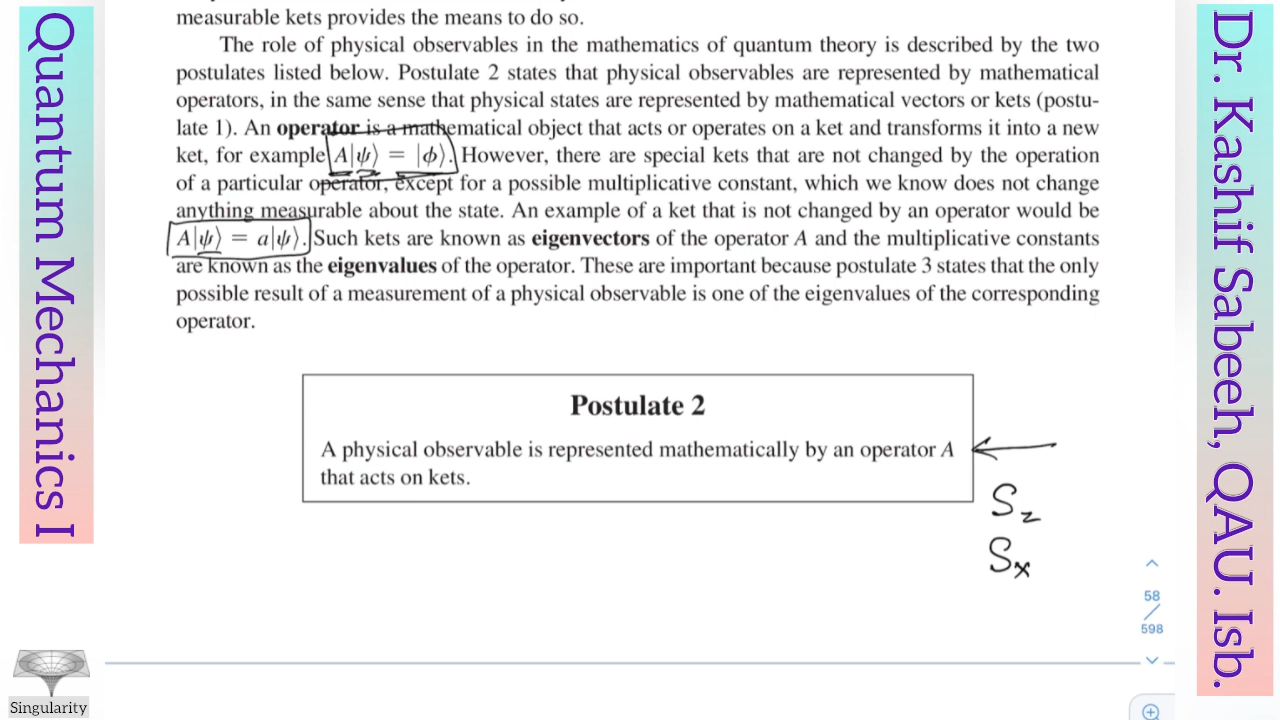 Quantum Mechanics I
measurable kets provides the means to do so.
The role of physical observables in the mathematics of quantum theory is described by the two
postulates listed below. Postulate 2 states that physical observables are represented by mathematical
operators, in the same sense that physical states are represented by mathematical vectors or kets (postu-
late 1). An operator is a mathematical object that acts or operates on a ket and transforms it into a new
ket, for example A|ψ⟩ = |ϕ⟩. However, there are special kets that are not changed by the operation
of a particular operator, except for a possible multiplicative constant, which we know does not change
anything measurable about the state. An example of a ket that is not changed by an operator would be
A|ψ⟩ = a|ψ⟩. Such kets are known as eigenvectors of the operator A and the multiplicative constants
are known as the eigenvalues of the operator. These are important because postulate 3 states that the only
possible result of a measurement of a physical observable is one of the eigenvalues of the corresponding
operator.
Postulate 2
A physical observable is represented mathematically by an operator A
that acts on kets.
Sz
Sx
58
598
Singularity
Dr. Kashif Sabeeh, QAU. Isb.